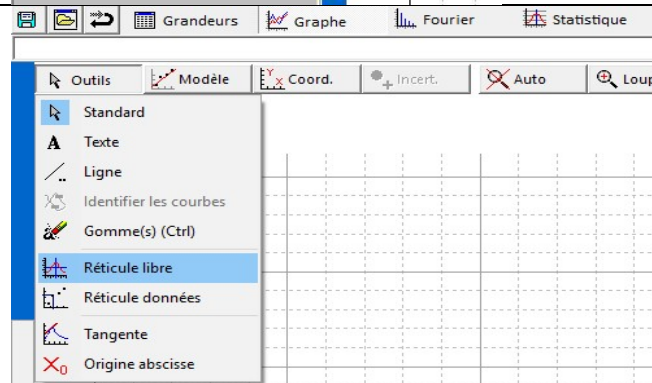 Grandeurs Graphe Fourier Statistique
Outils Modèle Y X Coord. Incert. Auto Loup
Standard
A Texte
Ligne
Identifier les courbes
Gomme(s) (Ctrl)
Réticule libre
Réticule données
Tangente
X₀ Origine abscisse